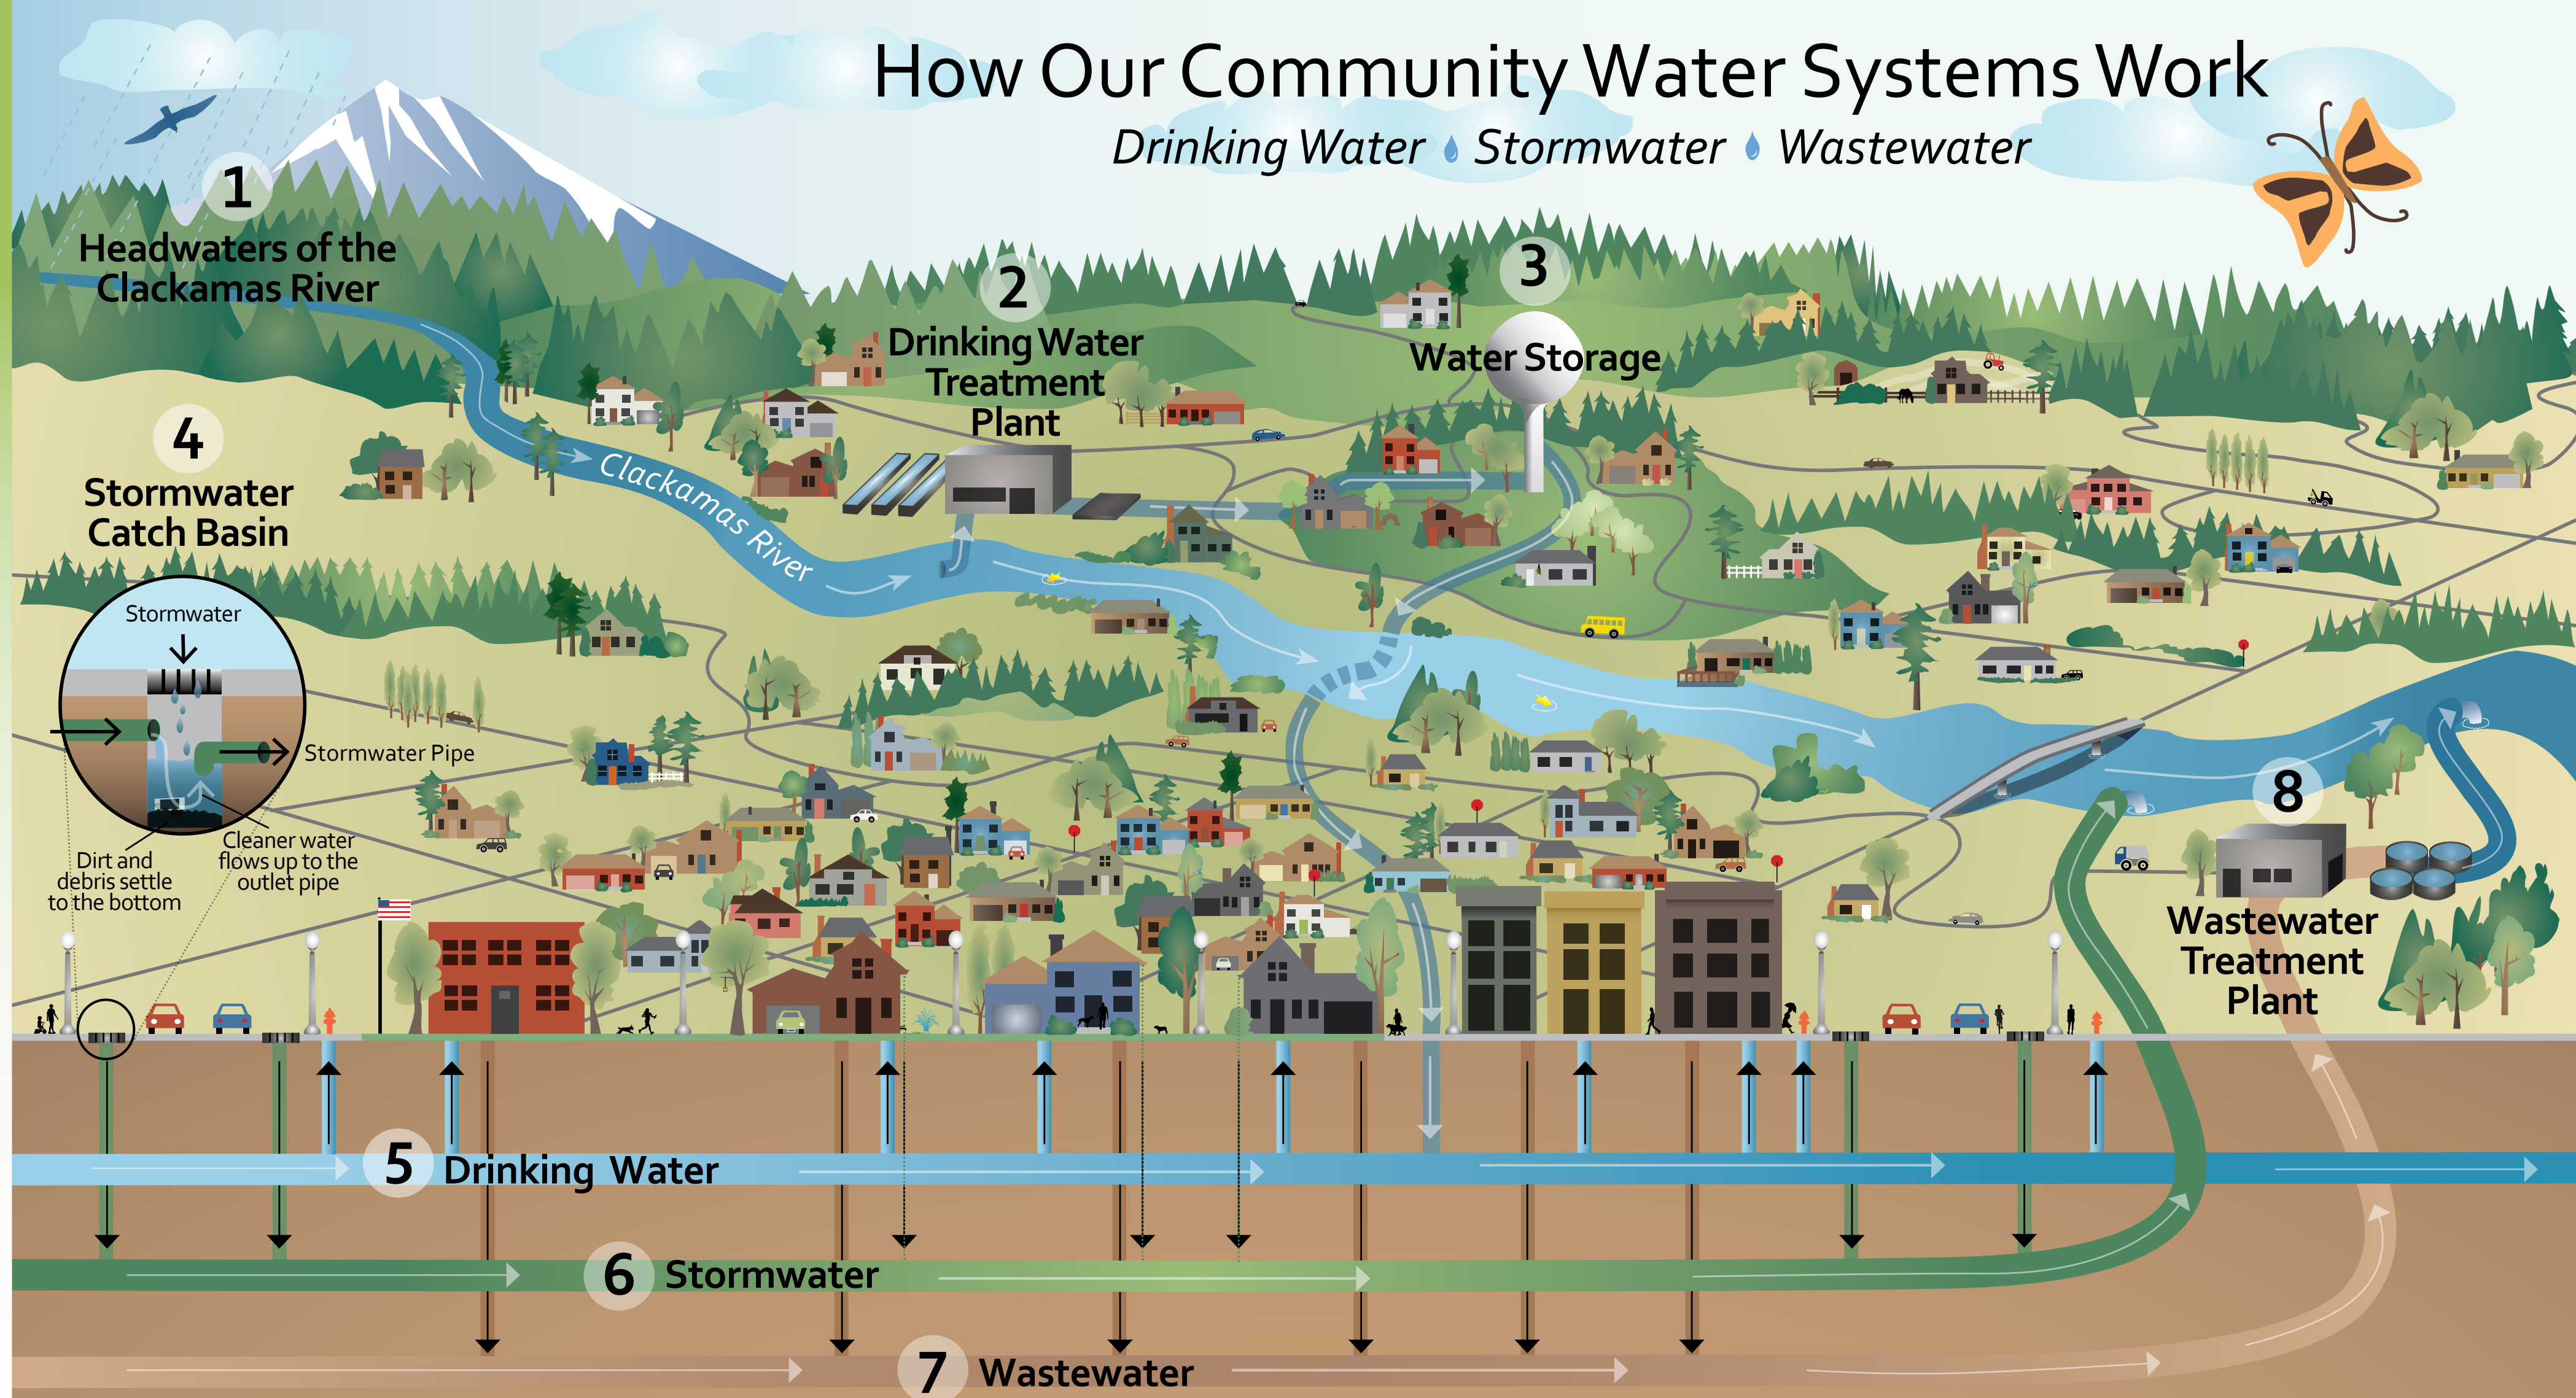 How Our Community Water Systems Work
Drinking Water Stormwater Wastewater
1
Headwaters of the
Clackamas River
2
Drinking Water
Treatment
Plant
3
Water Storage
4
Stormwater
Catch Basin
Clackamas River
Stormwater
Stormwater Pipe
Dirt and
debris settle
to the bottom
Cleaner water
flows up to the
outlet pipe
8
Wastewater
Treatment
Plant
5 Drinking Water
6 Stormwater
7 Wastewater